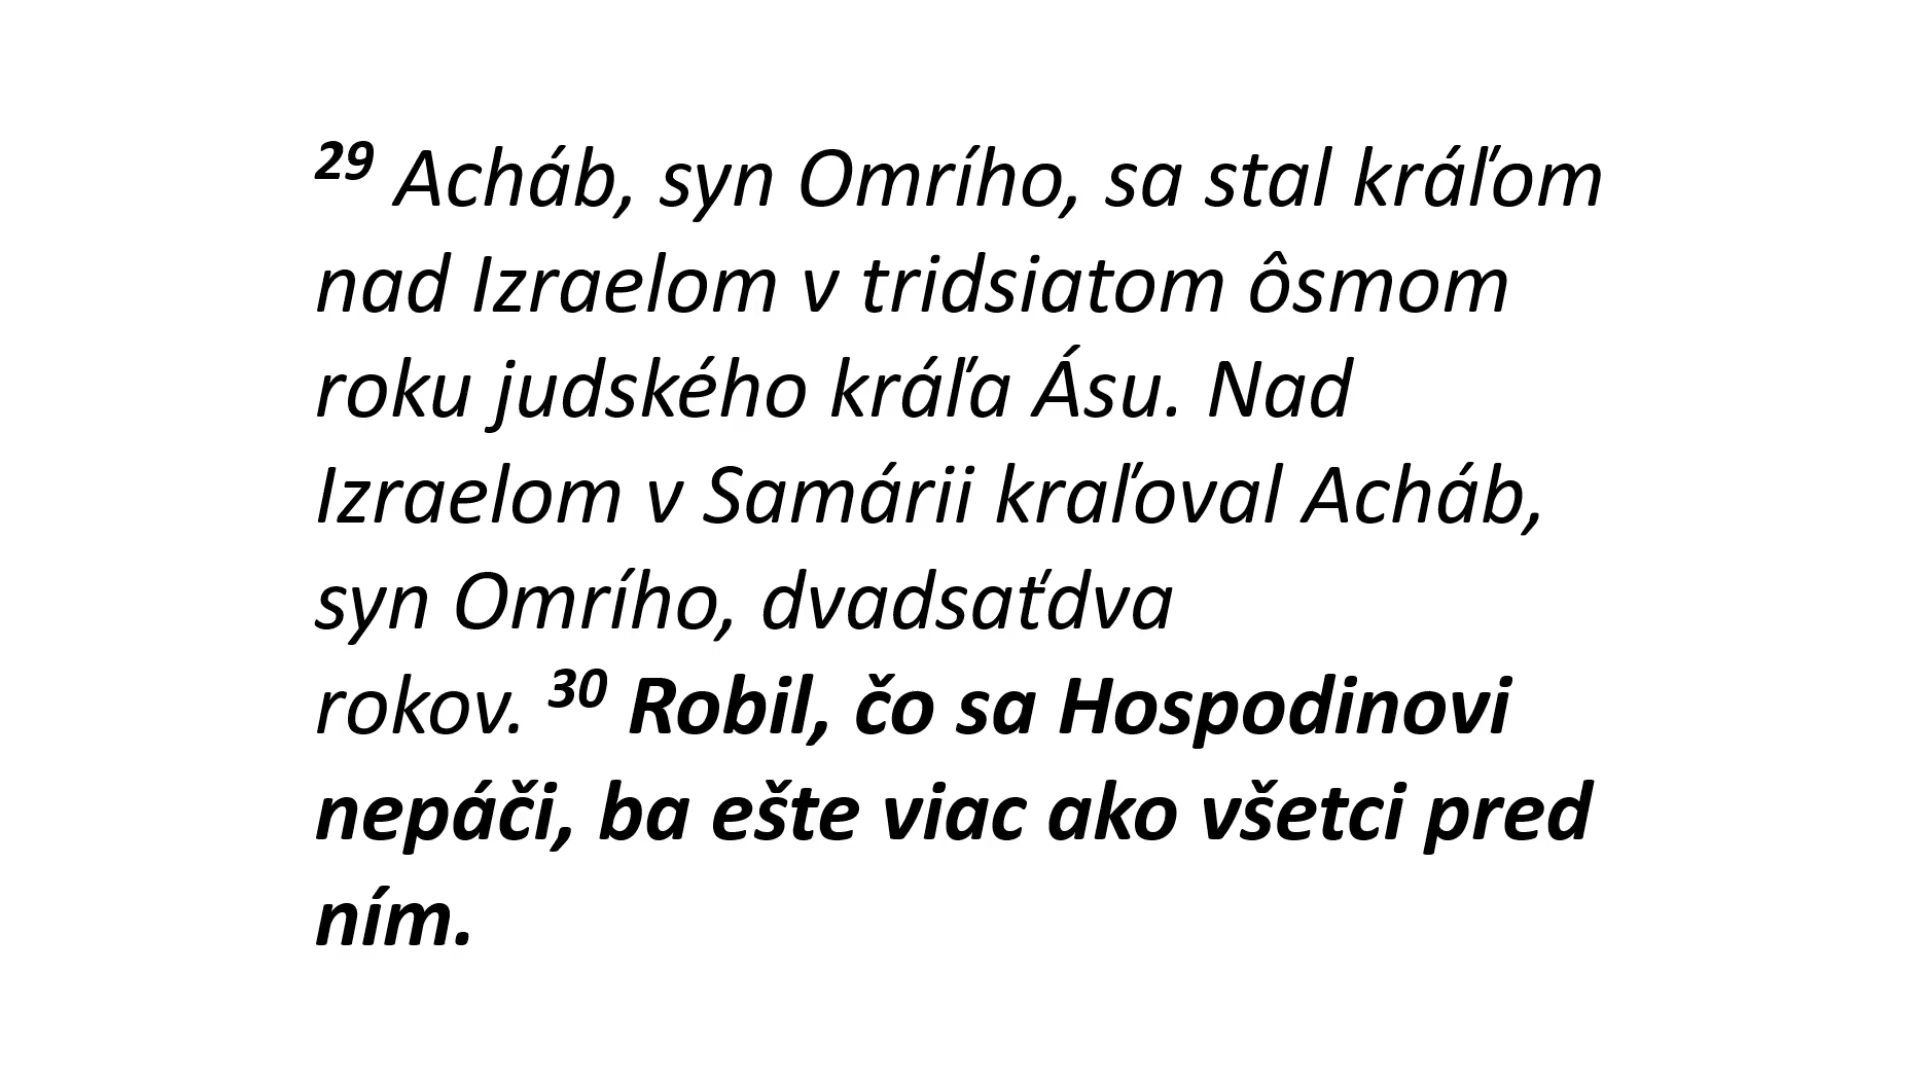 29 Acháb, syn Omrího, sa stal kráľom
nad Izraelom v tridsiatom ôsmom
roku judského kráľa Ásu. Nad
Izraelom v Samárii kraľoval Acháb,
syn Omrího, dvadsaťdva
rokov. 30 Robil, čo sa Hospodinovi
nepáči, ba ešte viac ako všetci pred
ním.